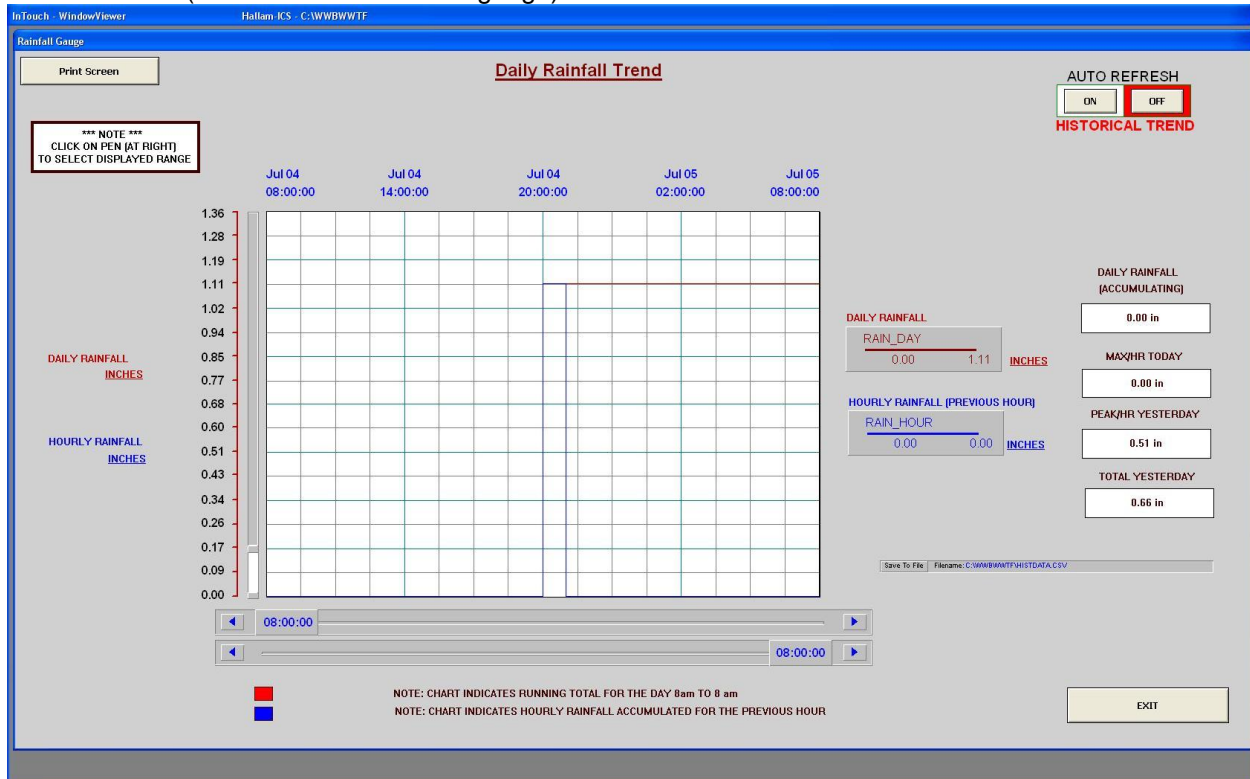 InTouch - WindowViewer Hallam-ICS - C:\WWBWWTF
Rainfall Gauge
Print Screen
Daily Rainfall Trend
AUTO REFRESH
ON OFF
HISTORICAL TREND
*** NOTE ***
CLICK ON PEN (AT RIGHT)
TO SELECT DISPLAYED RANGE
Jul 04 Jul 04 Jul 04 Jul 05 Jul 05
08:00:00 14:00:00 20:00:00 02:00:00 08:00:00
1.36
1.28
1.19
1.11
1.02
0.94
0.85
0.77
0.68
0.60
0.51
0.43
0.34
0.26
0.17
0.09
0.00
DAILY RAINFALL
INCHES
HOURLY RAINFALL
INCHES
DAILY RAINFALL
RAIN_DAY
0.00 1.11 INCHES
HOURLY RAINFALL (PREVIOUS HOUR)
RAIN_HOUR
0.00 0.00 INCHES
DAILY RAINFALL
(ACCUMULATING)
0.00 in
MAX/HR TODAY
0.00 in
PEAK/HR YESTERDAY
0.51 in
TOTAL YESTERDAY
0.66 in
Save To File Filename: C:\WWBWWTF\HISTDATA.CSV
08:00:00
08:00:00
NOTE: CHART INDICATES RUNNING TOTAL FOR THE DAY 8am TO 8 am
NOTE: CHART INDICATES HOURLY RAINFALL ACCUMULATED FOR THE PREVIOUS HOUR
EXIT